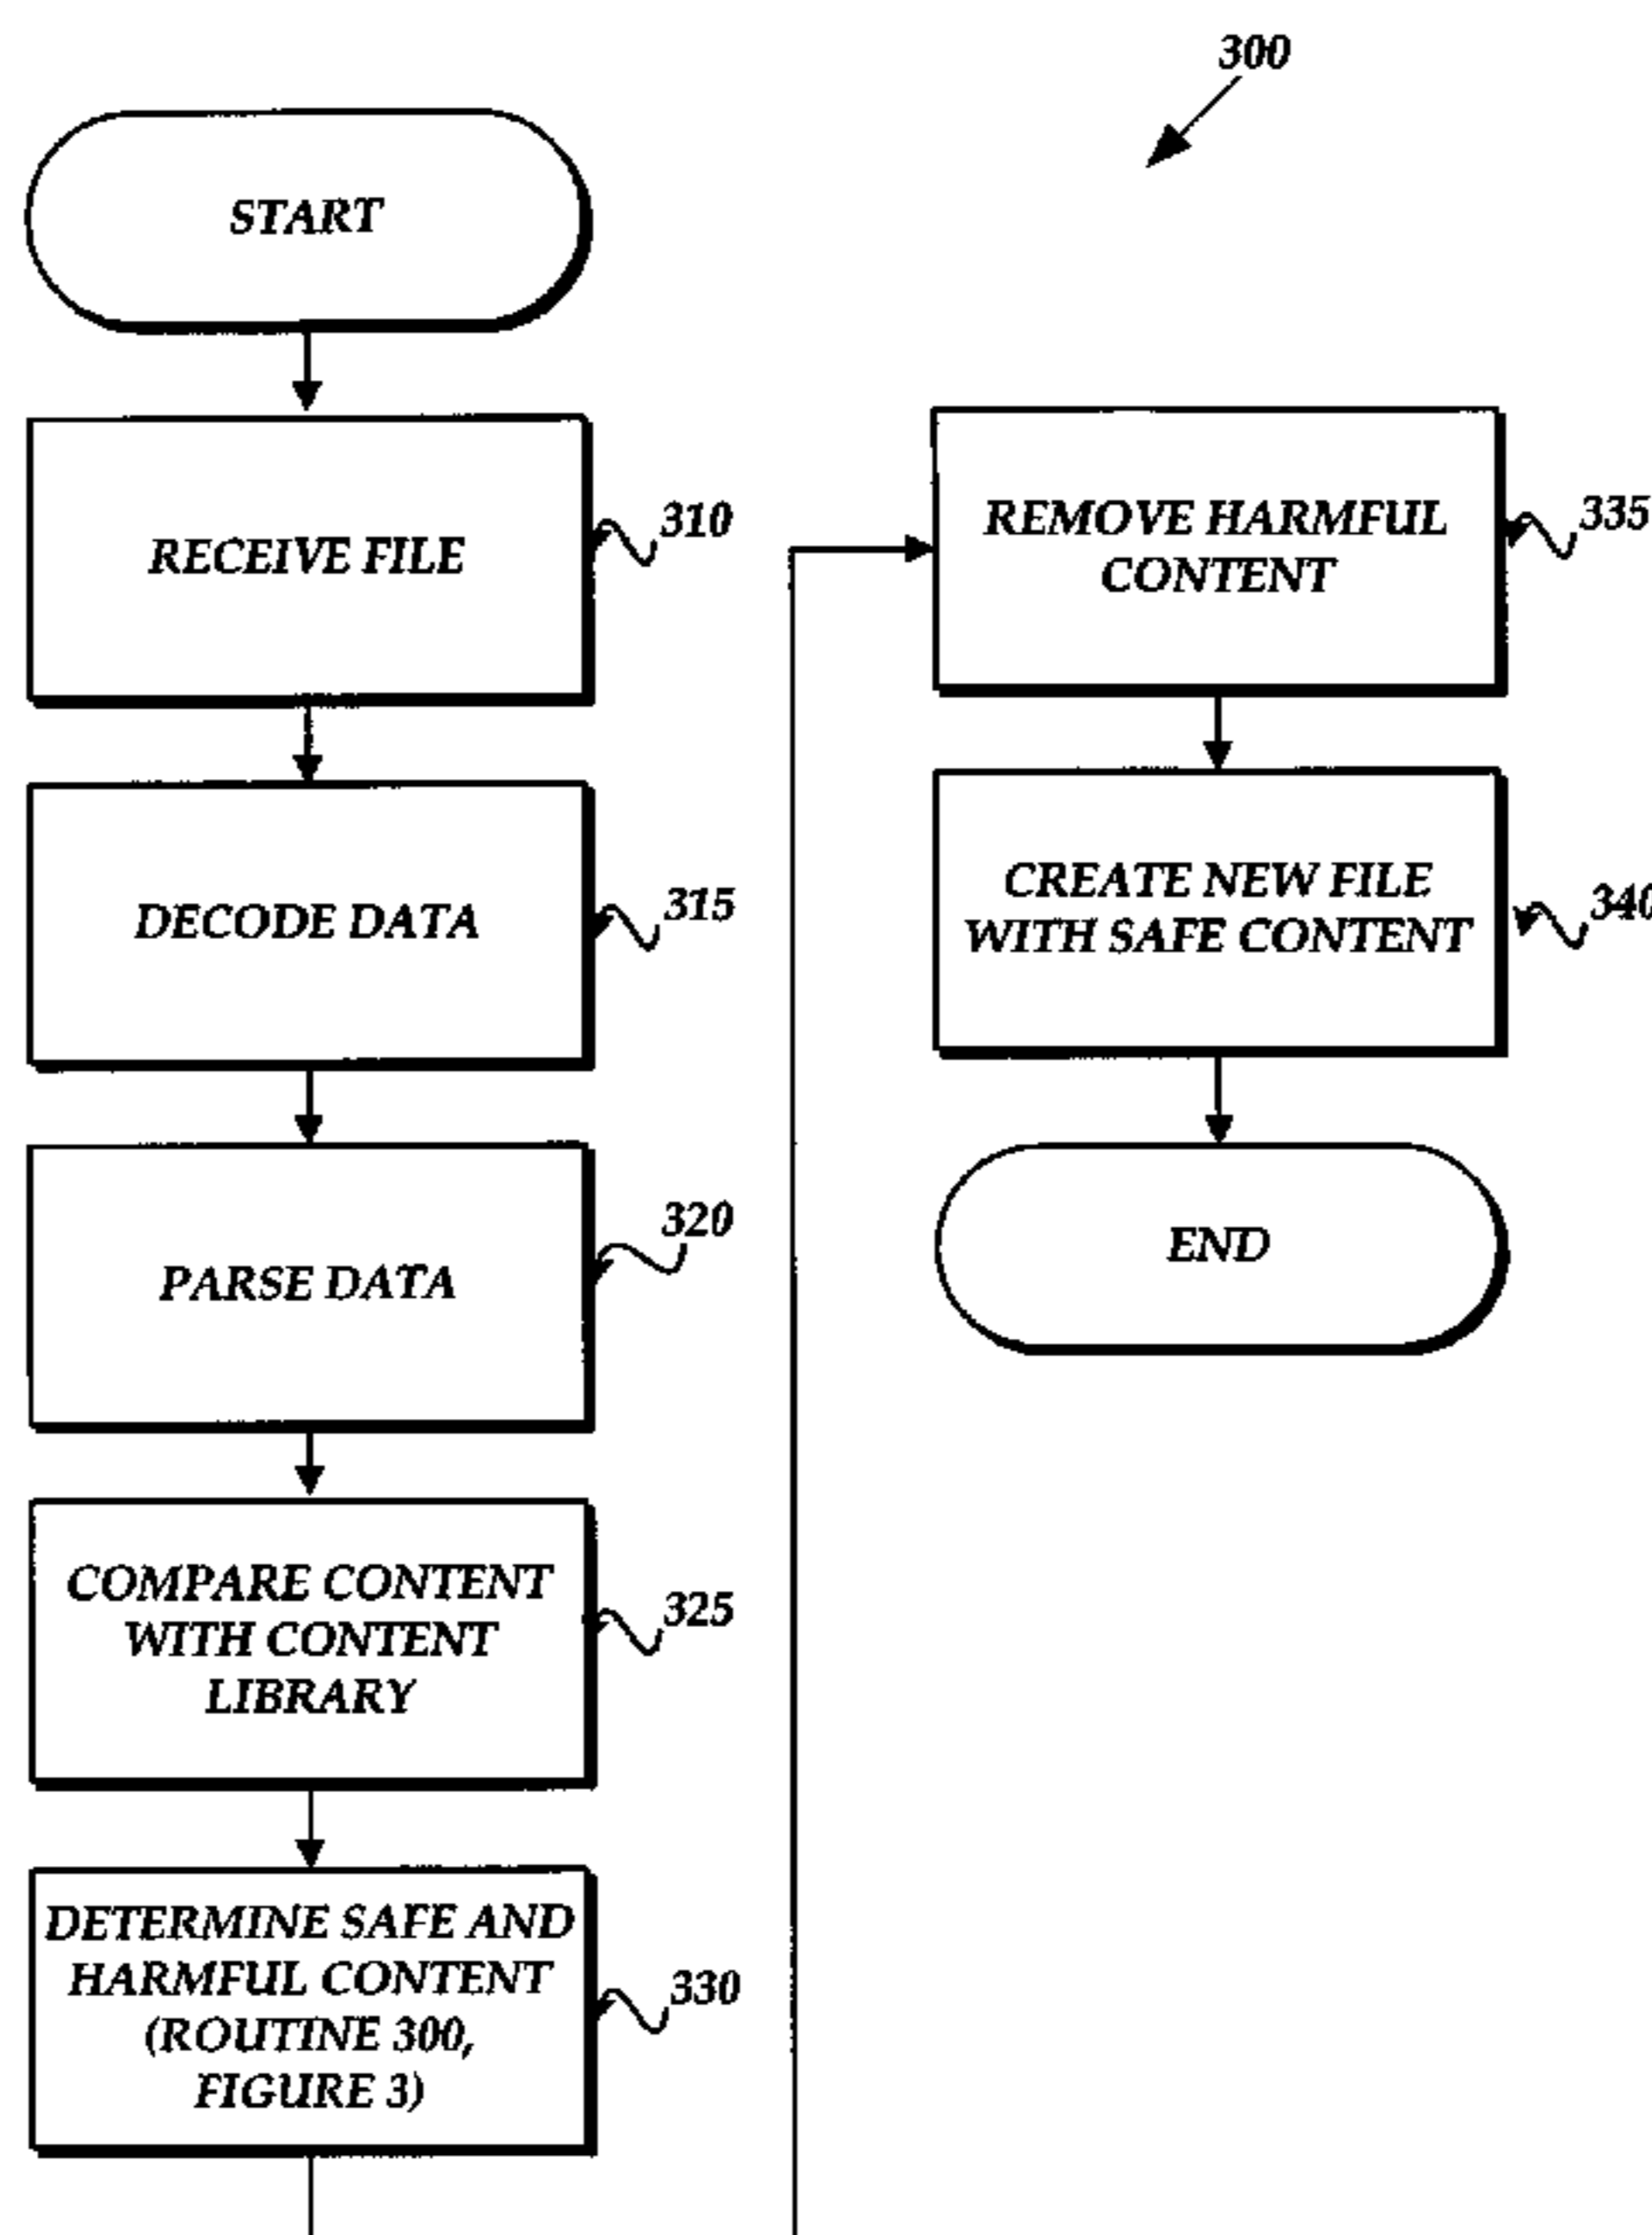 300
START
RECEIVE FILE
310
DECODE DATA
315
PARSE DATA
320
COMPARE CONTENT
WITH CONTENT
LIBRARY
325
DETERMINE SAFE AND
HARMFUL CONTENT
(ROUTINE 300,
FIGURE 3)
330
REMOVE HARMFUL
CONTENT
335
CREATE NEW FILE
WITH SAFE CONTENT
340
END